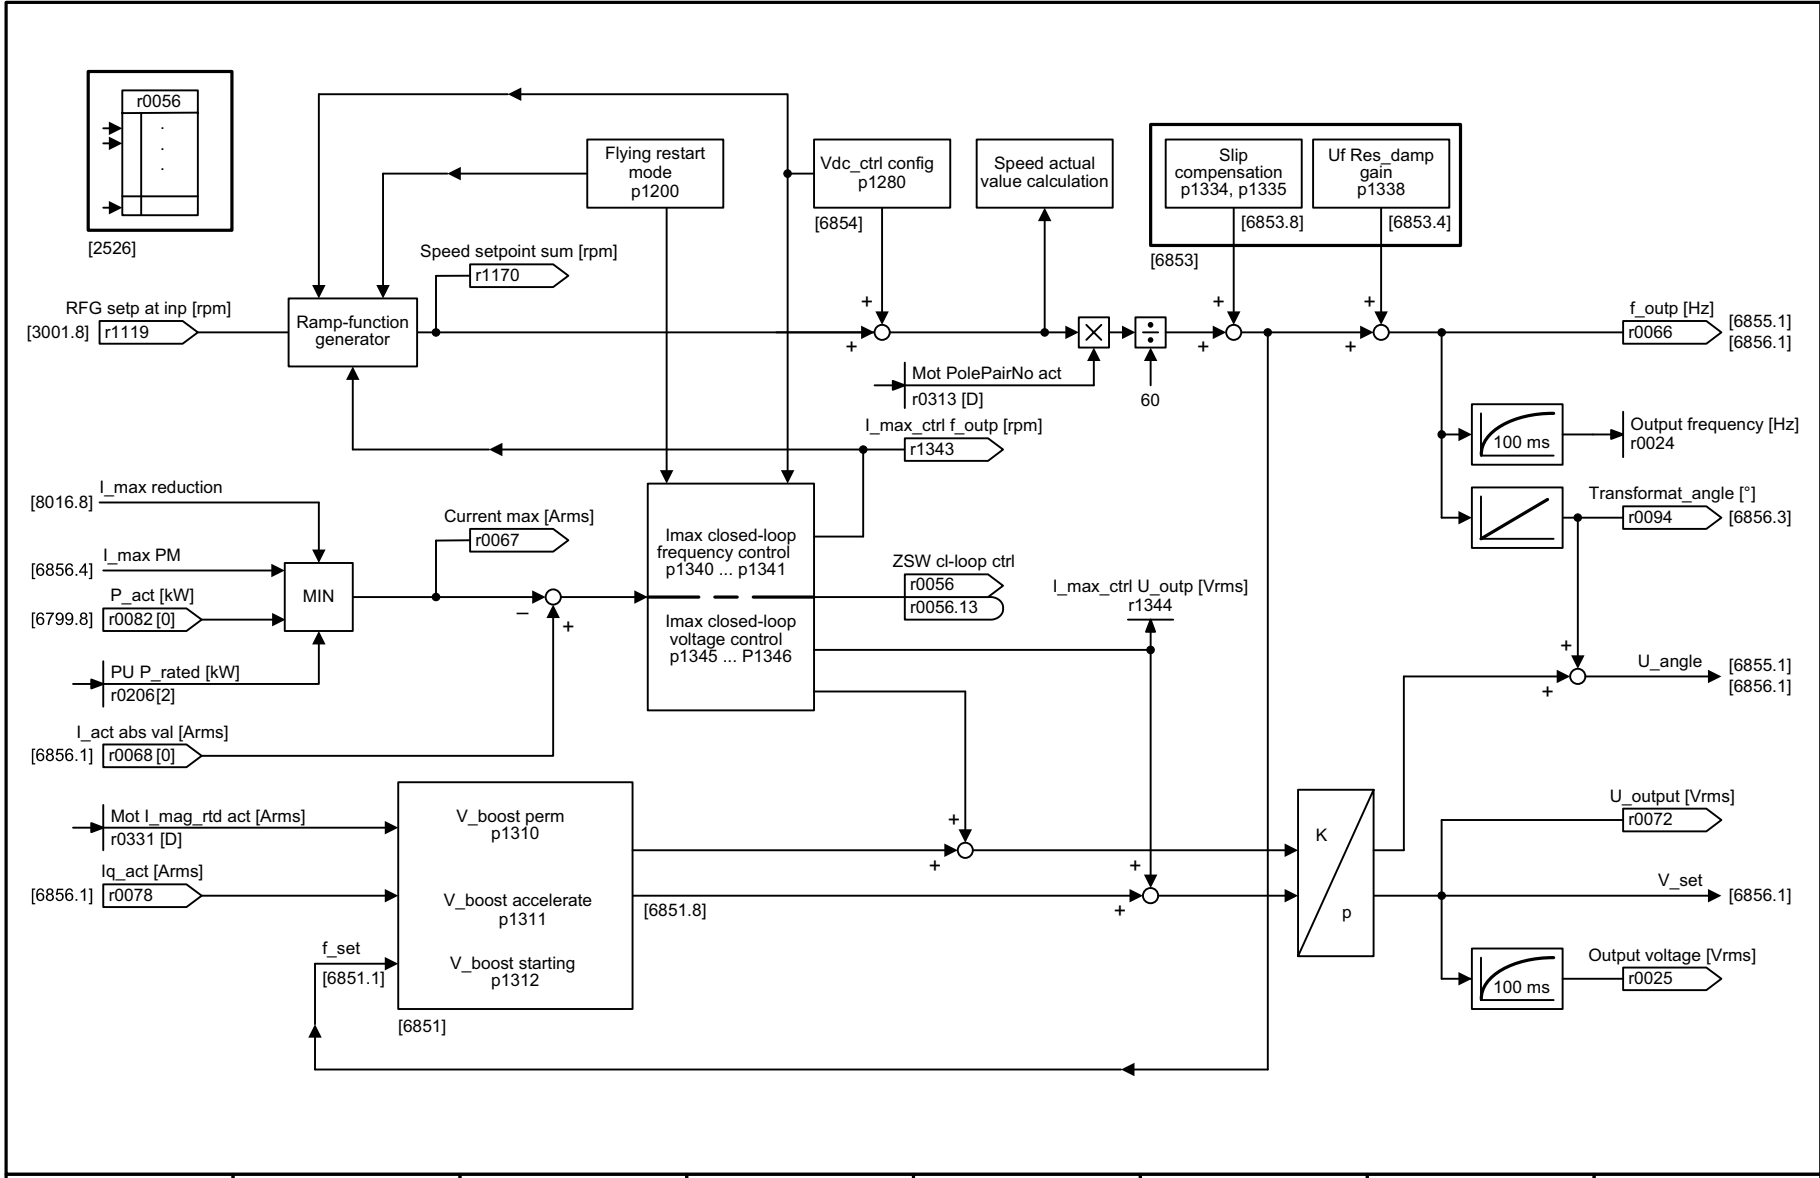 r0056
[2526]
Flying restart
mode
p1200
Vdc_ctrl config
p1280
[6854]
Speed actual
value calculation
Slip
compensation
p1334, p1335
[6853.8]
Uf Res_damp
gain
p1338
[6853.4]
[6853]
Speed setpoint sum [rpm]
r1170
RFG setp at inp [rpm]
[3001.8]
r1119
Ramp-function
generator
+
+
+
+
+
+
f_outp [Hz]
r0066
[6855.1]
[6856.1]
Mot PolePairNo act
r0313 [D]
60
I_max_ctrl f_outp [rpm]
r1343
100 ms
Output frequency [Hz]
r0024
Transformat_angle [°]
r0094
[6856.3]
I_max reduction
[8016.8]
I_max PM
[6856.4]
P_act [kW]
[6799.8]
r0082 [0]
PU P_rated [kW]
r0206[2]
MIN
Current max [Arms]
r0067
–
+
I_act abs val [Arms]
[6856.1]
r0068 [0]
Imax closed-loop
frequency control
p1340 ... p1341
Imax closed-loop
voltage control
p1345 ... P1346
ZSW cl-loop ctrl
r0056
r0056.13
I_max_ctrl U_outp [Vrms]
r1344
+
+
U_angle
[6855.1]
[6856.1]
Mot I_mag_rtd act [Arms]
r0331 [D]
Iq_act [Arms]
[6856.1]
r0078
f_set
[6851.1]
V_boost perm
p1310
V_boost accelerate
p1311
V_boost starting
p1312
[6851]
[6851.8]
+
+
+
+
K
p
U_output [Vrms]
r0072
V_set
[6856.1]
100 ms
Output voltage [Vrms]
r0025